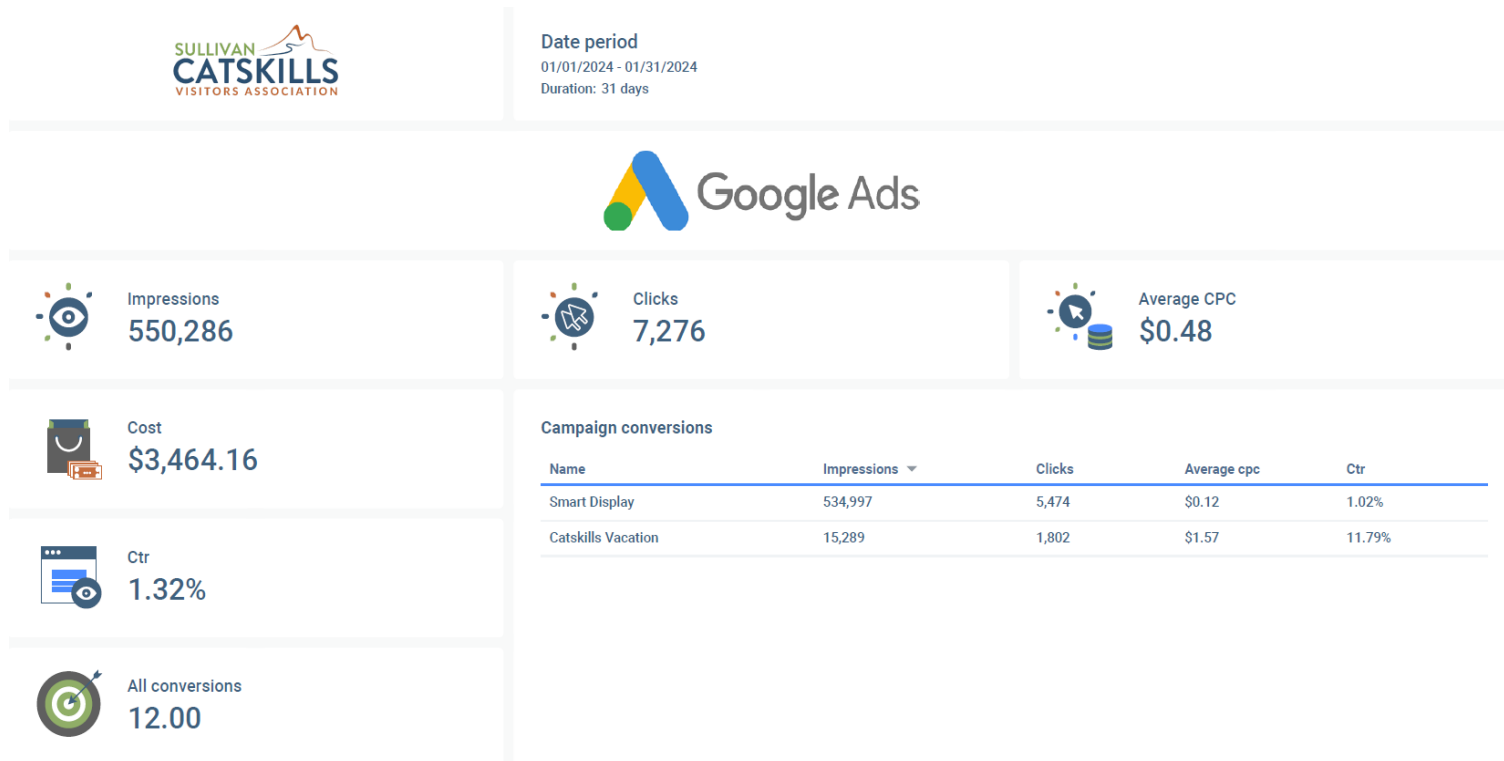 SULLIVAN
CATSKILLS
VISITORS ASSOCIATION
Date period
01/01/2024 - 01/31/2024
Duration: 31 days
Google Ads
Impressions
550,286
Clicks
7,276
Average CPC
$0.48
Cost
$3,464.16
Ctr
1.32%
All conversions
12.00
Campaign conversions
Name Impressions Clicks Average cpc Ctr
Smart Display 534,997 5,474 $0.12 1.02%
Catskills Vacation 15,289 1,802 $1.57 11.79%